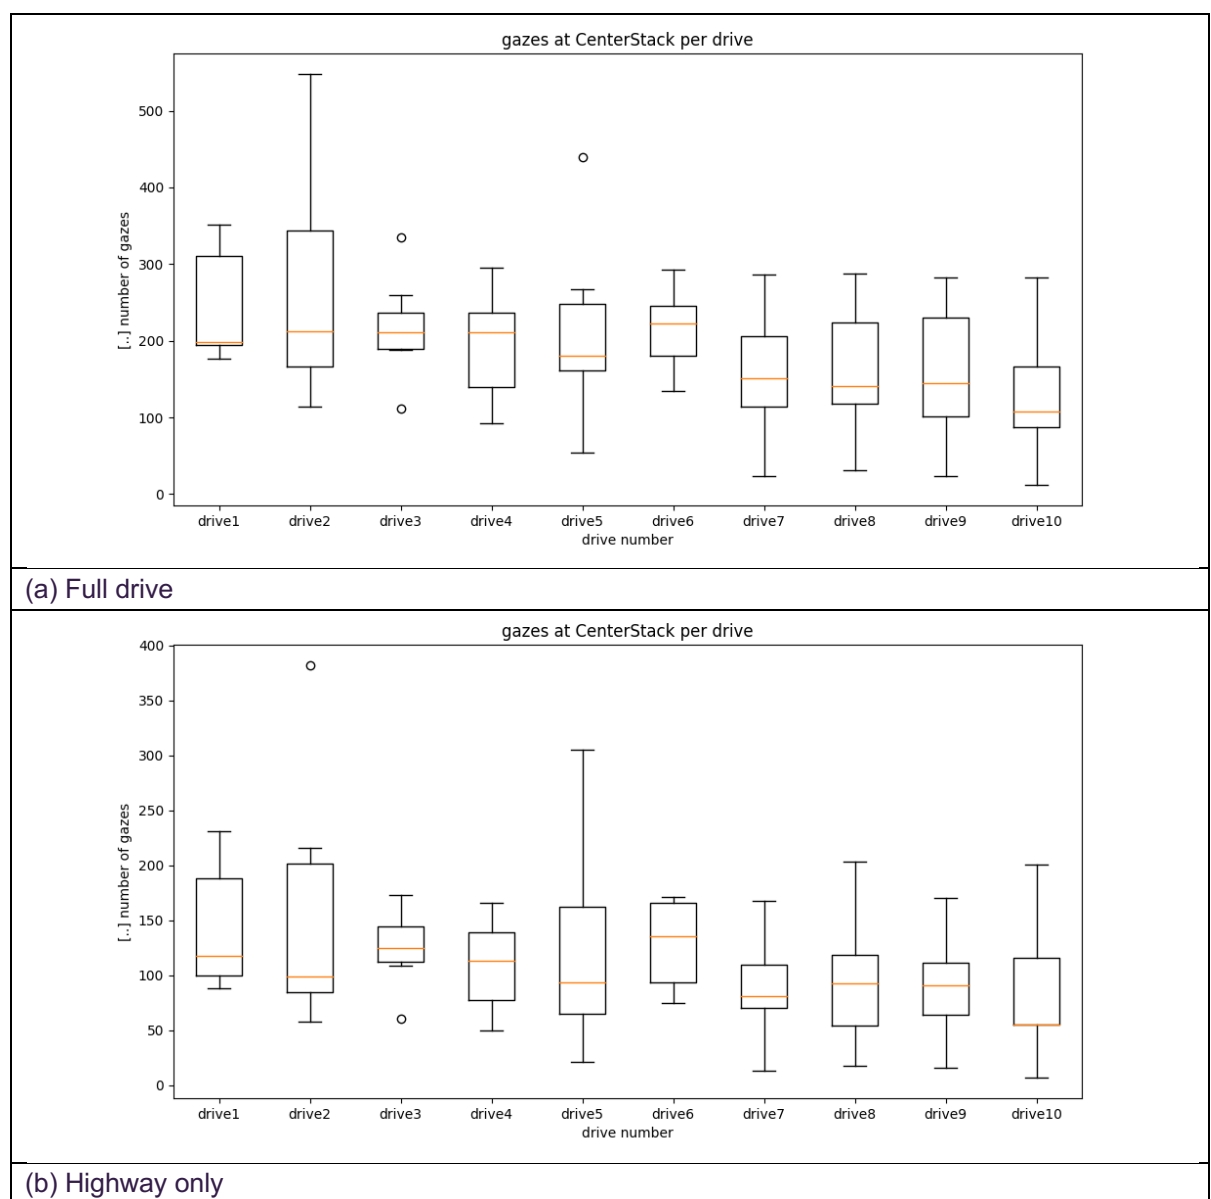 gazes at CenterStack per drive
[..] number of gazes
500
400
300
200
100
0
drive1 drive2 drive3 drive4 drive5 drive6 drive7 drive8 drive9 drive10
drive number
(a) Full drive
gazes at CenterStack per drive
[..] number of gazes
400
350
300
250
200
150
100
50
0
drive1 drive2 drive3 drive4 drive5 drive6 drive7 drive8 drive9 drive10
drive number
(b) Highway only